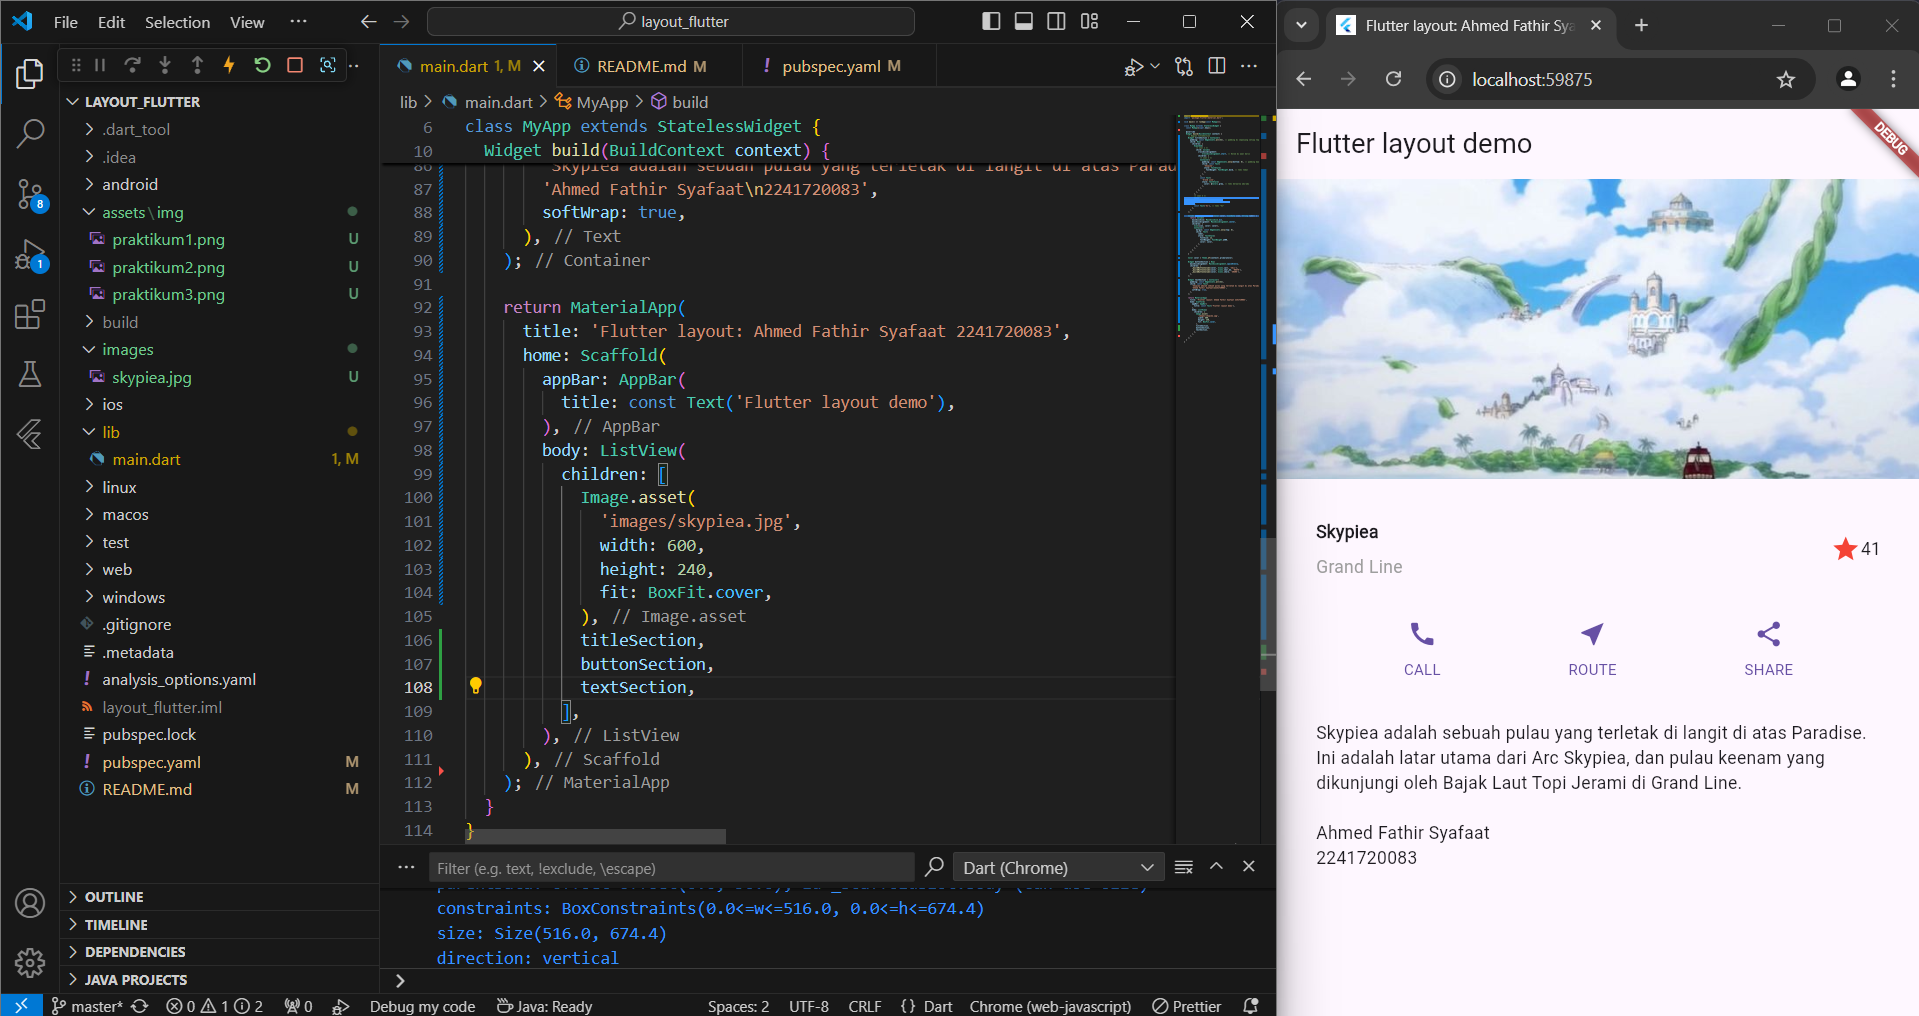 File Edit Selection View ··· layout_flutter
main.dart 1, M README.md M pubspec.yaml M
lib > main.dart > MyApp > build
LAYOUT_FLUTTER
.dart_tool
.idea
android
assets\img
praktikum1.png U
praktikum2.png U
praktikum3.png U
build
images
skypiea.jpg U
ios
lib
main.dart 1, M
linux
macos
test
web
windows
.gitignore
.metadata
analysis_options.yaml
layout_flutter.iml
pubspec.lock
pubspec.yaml M
README.md M
OUTLINE
TIMELINE
DEPENDENCIES
JAVA PROJECTS
8
1
6 class MyApp extends StatelessWidget {
10 Widget build(BuildContext context) {
86 'Skypiea adalah sebuah pulau yang terletak di langit di atas Parad
87 'Ahmed Fathir Syafaat\n2241720083',
88 softWrap: true,
89 ), // Text
90 ); // Container
91
92 return MaterialApp(
93 title: 'Flutter layout: Ahmed Fathir Syafaat 2241720083',
94 home: Scaffold(
95 appBar: AppBar(
96 title: const Text('Flutter layout demo'),
97 ), // AppBar
98 body: ListView(
99 children: [
100 Image.asset(
101 'images/skypiea.jpg',
102 width: 600,
103 height: 240,
104 fit: BoxFit.cover,
105 ), // Image.asset
106 titleSection,
107 buttonSection,
108 textSection,
109 ],
110 ), // ListView
111 ), // Scaffold
112 ); // MaterialApp
113 }
114 }
Filter (e.g. text, !exclude, \escape) Dart (Chrome)
constraints: BoxConstraints(0.0<=w<=516.0, 0.0<=h<=674.4)
size: Size(516.0, 674.4)
direction: vertical
master* 0 1 2 0 Debug my code Java: Ready Spaces: 2 UTF-8 CRLF {} Dart Chrome (web-javascript) Prettier
Flutter layout: Ahmed Fathir Sya
localhost:59875
Flutter layout demo
DEBUG
Skypiea
Grand Line
41
CALL ROUTE SHARE
Skypiea adalah sebuah pulau yang terletak di langit di atas Paradise.
Ini adalah latar utama dari Arc Skypiea, dan pulau keenam yang
dikunjungi oleh Bajak Laut Topi Jerami di Grand Line.
Ahmed Fathir Syafaat
2241720083